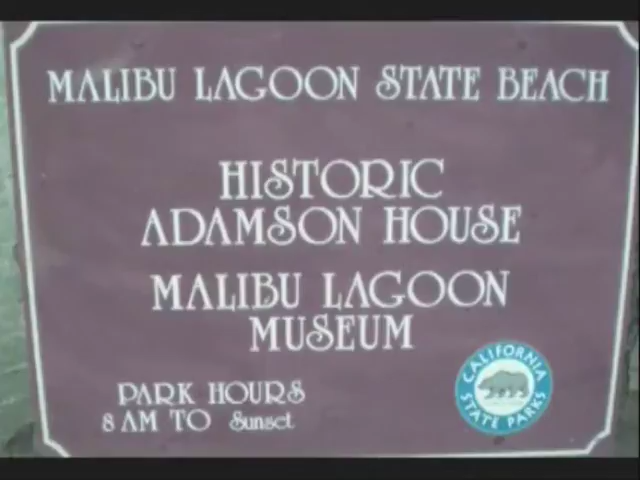 MALIBU LAGOON STATE BEACH
HISTORIC
ADAMSON HOUSE
MALIBU LAGOON
MUSEUM
PARK HOURS
8 AM TO Sunset
CALIFORNIA
STATE PARKS